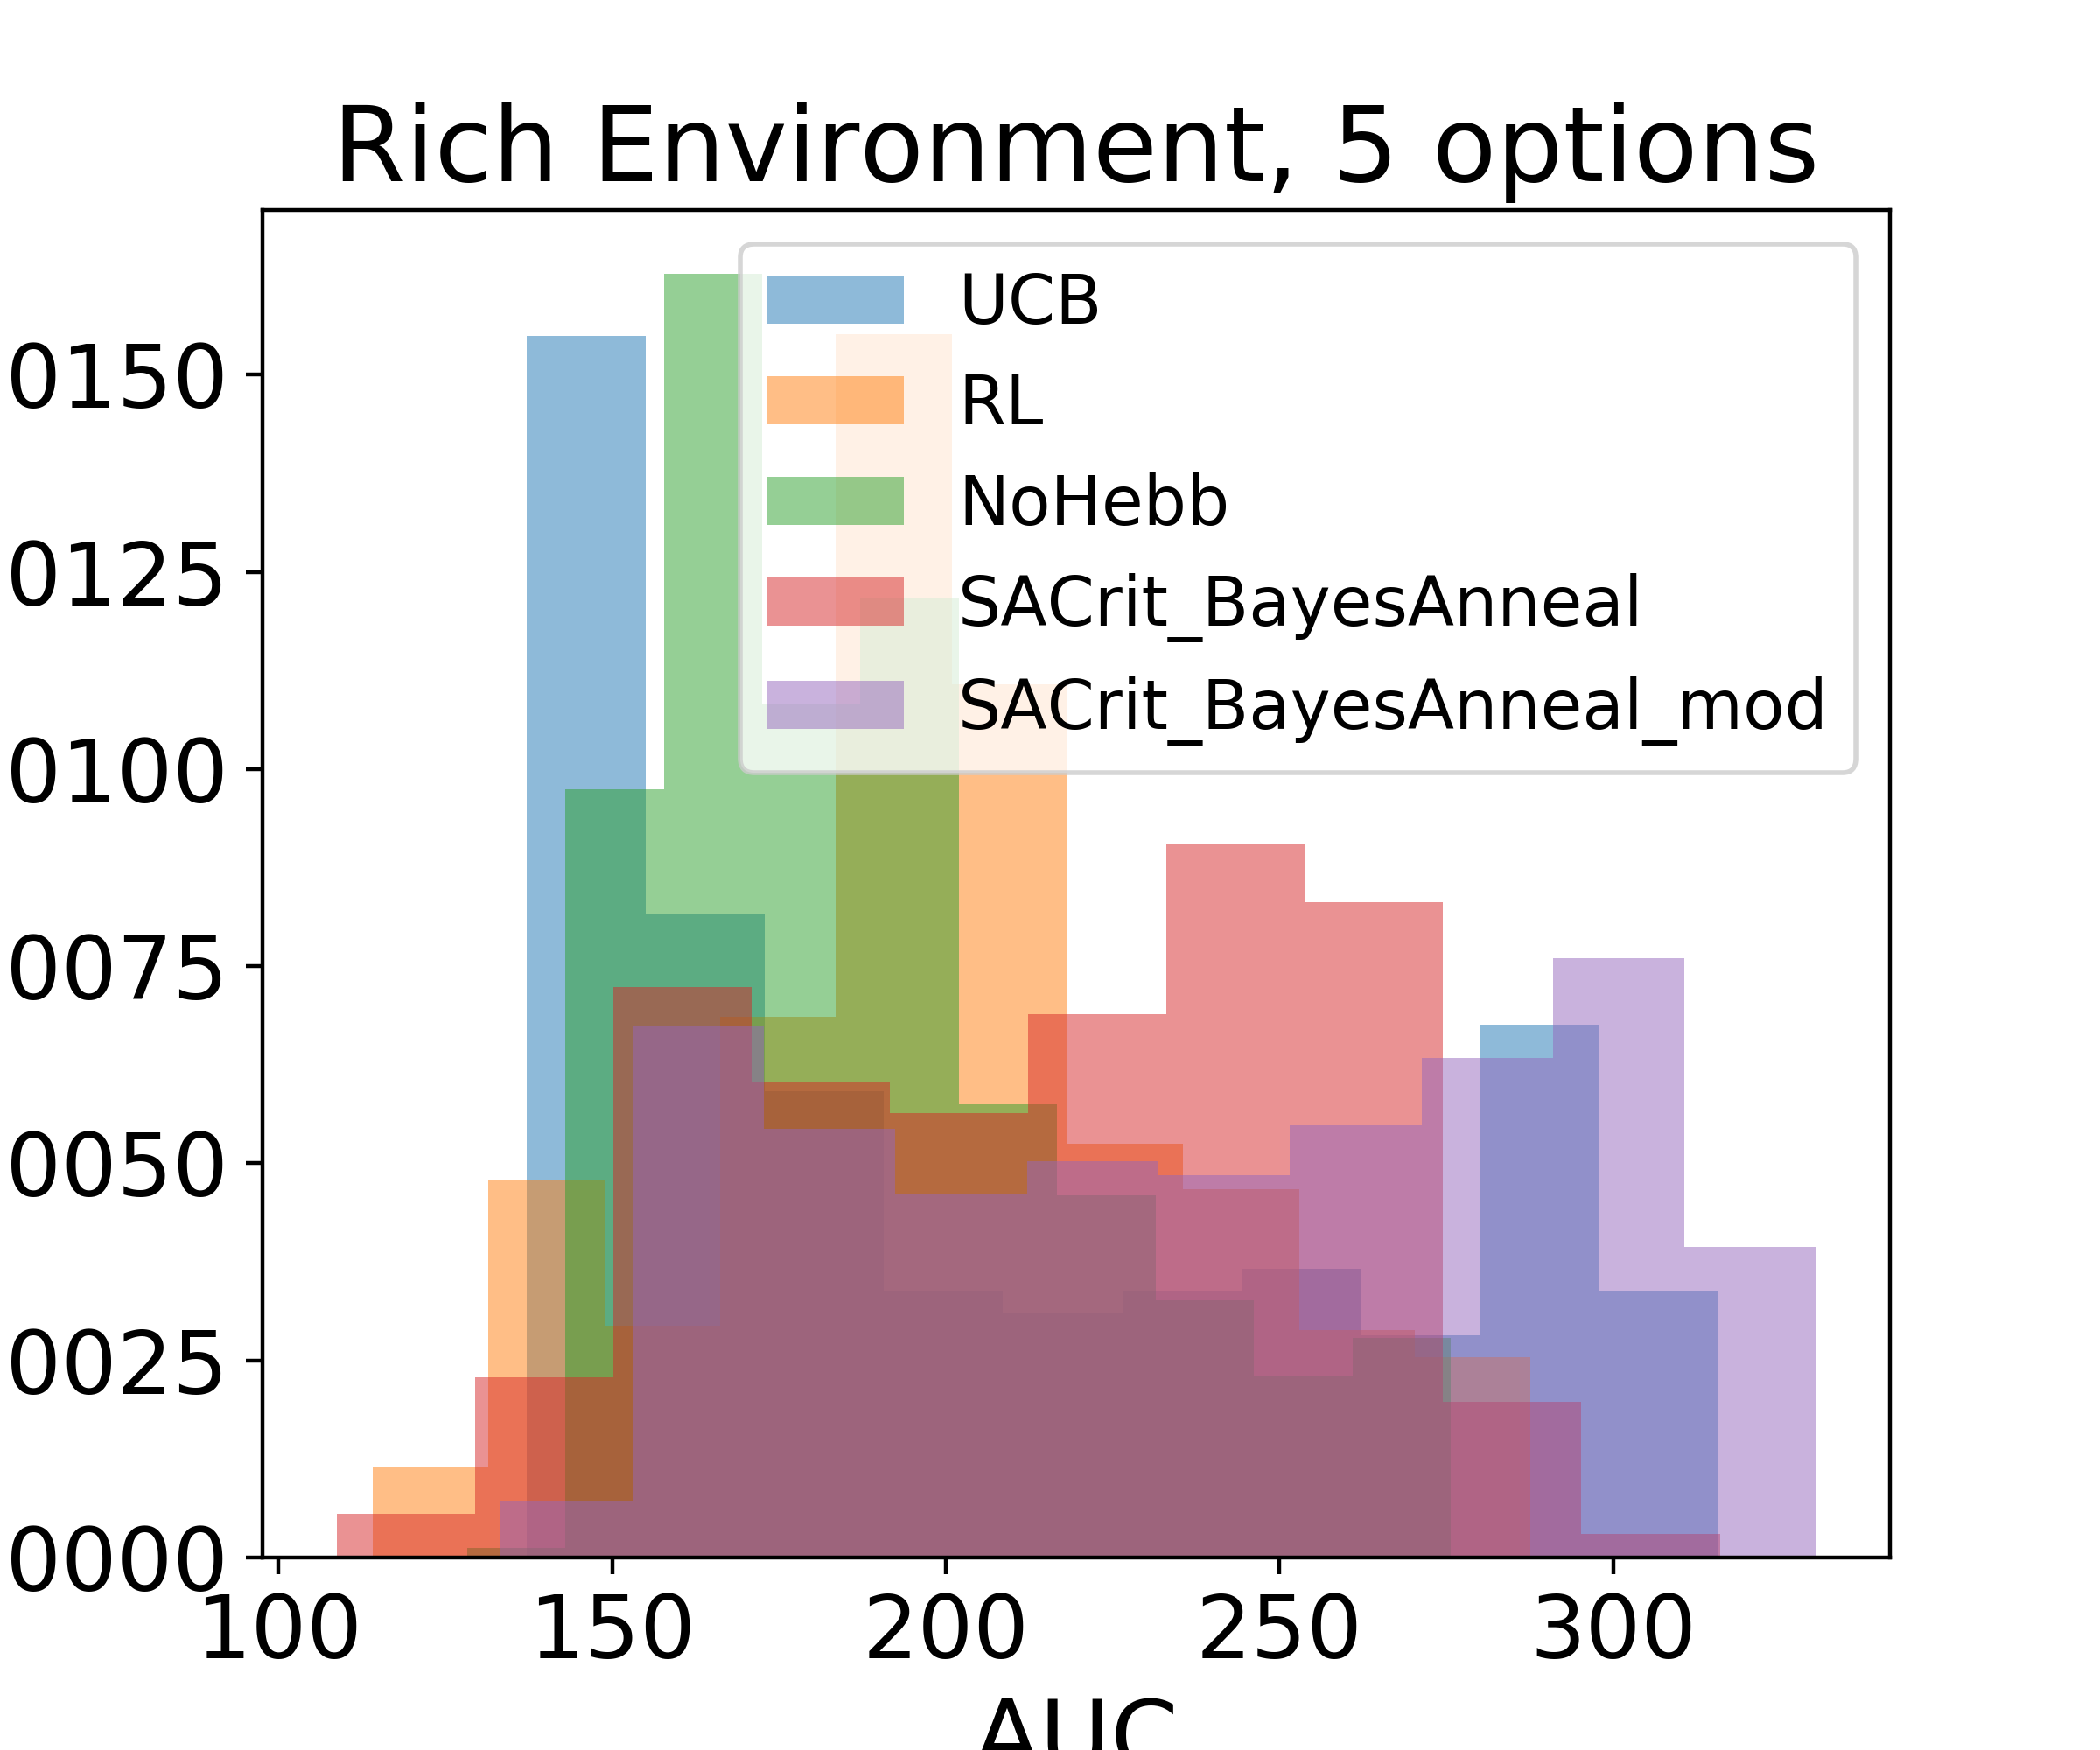 Rich Environment, 5 options
UCB
RL
NoHebb
SACrit_BayesAnneal
SACrit_BayesAnneal_mod
0150
0125
0100
0075
0050
0025
0000
100 150 200 250 300
AUC